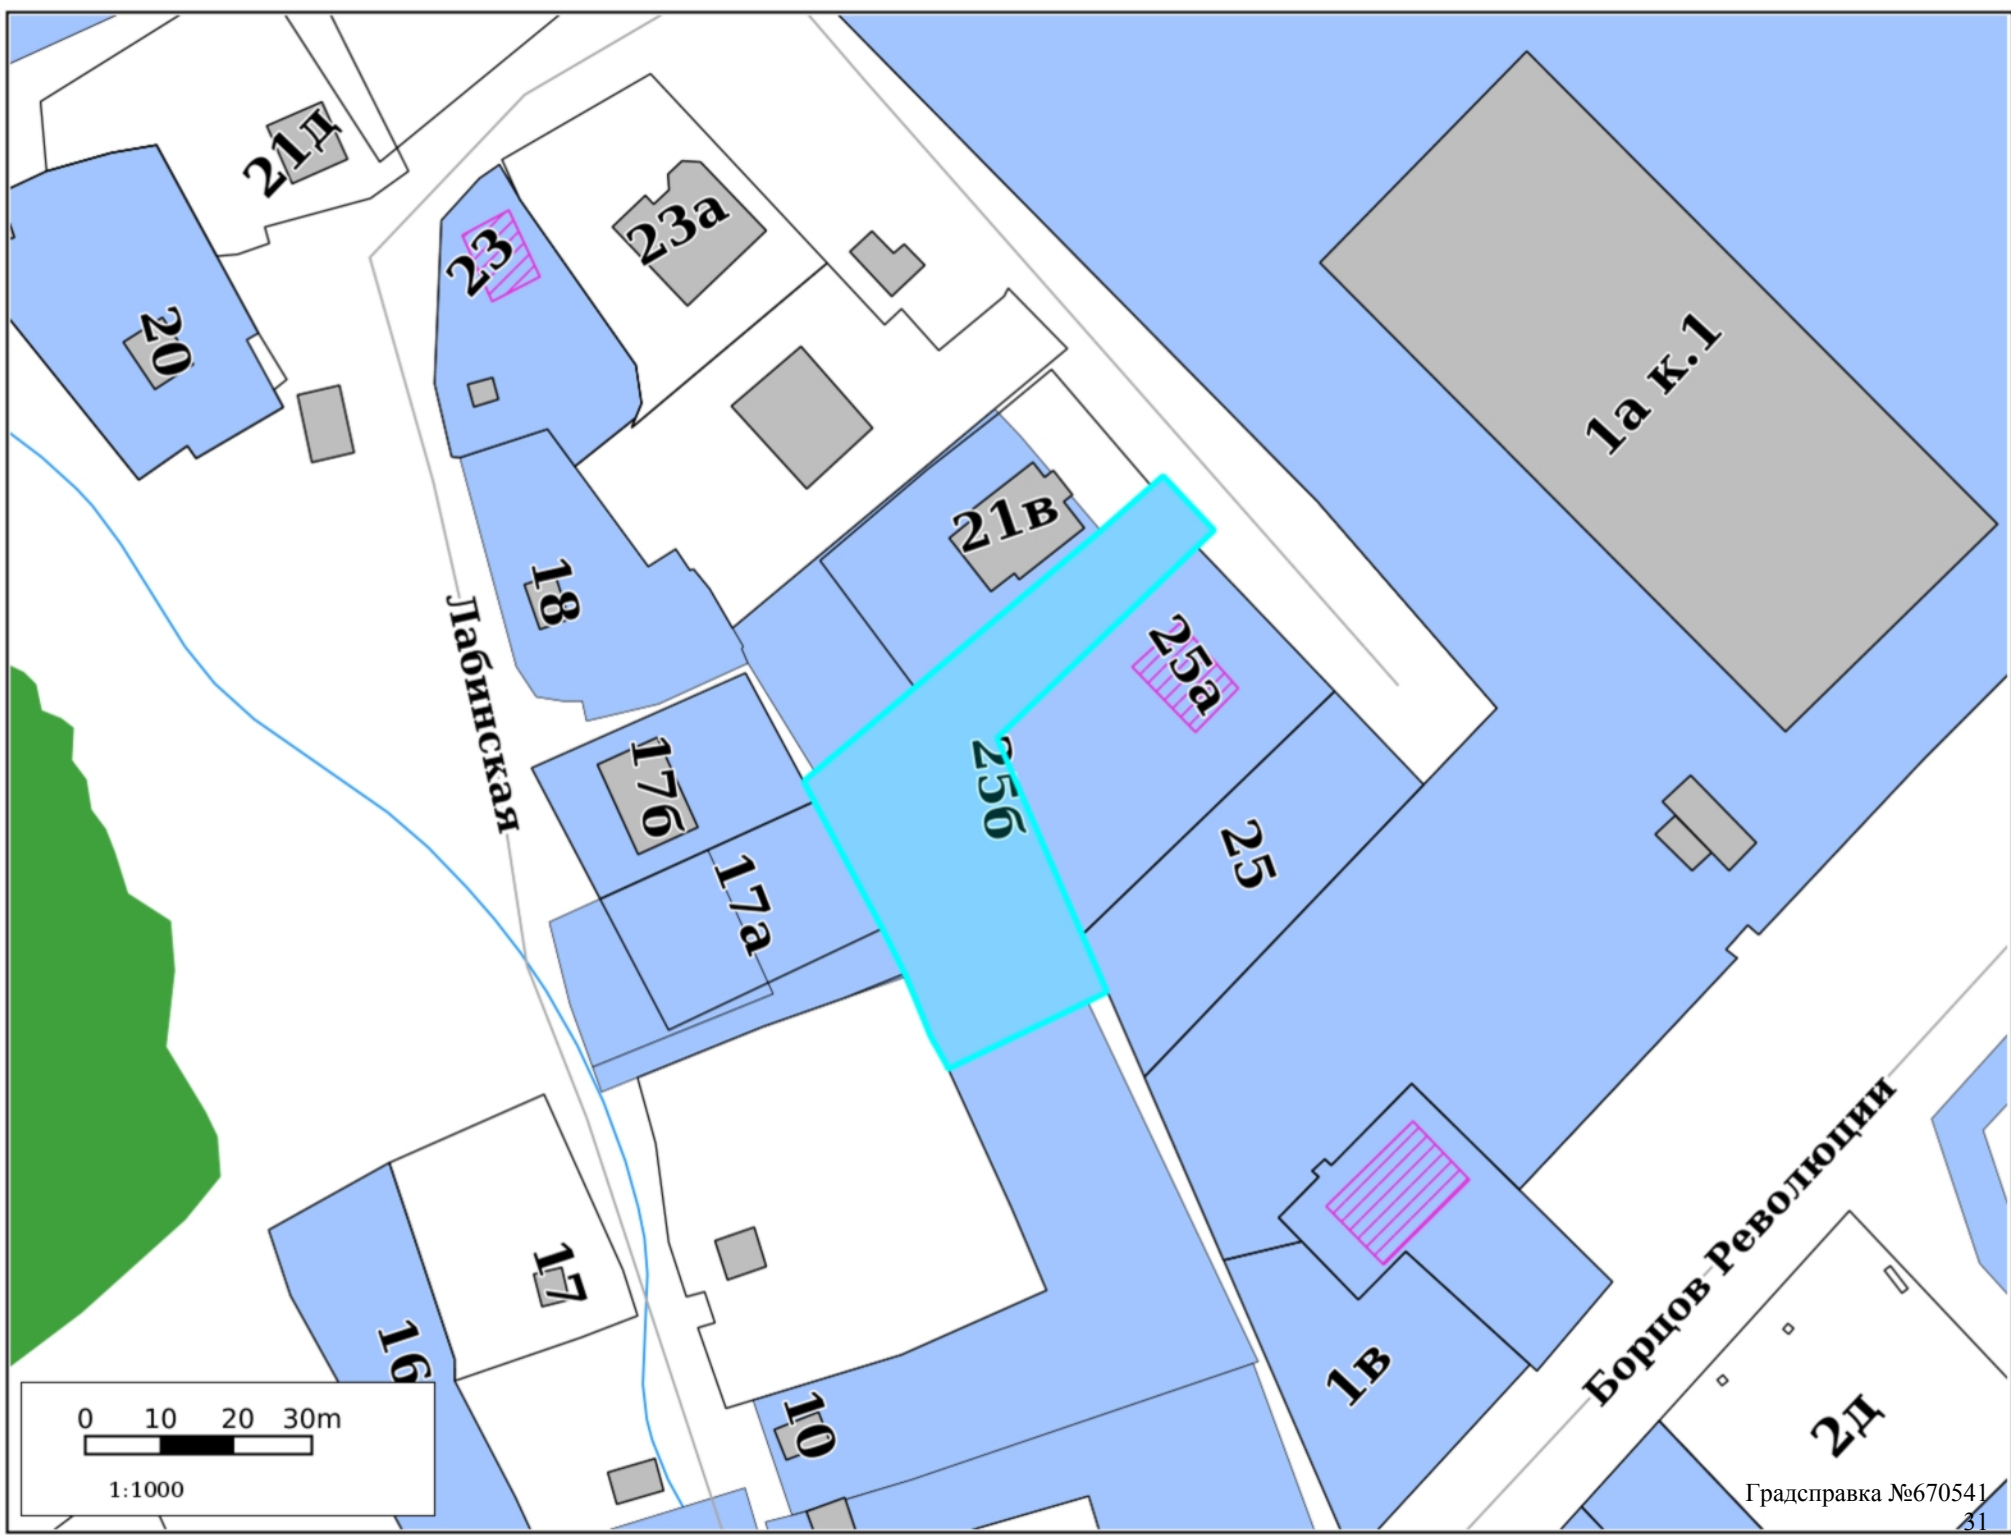 21д
23а
23
20
1а к.1
21в
18
Лабинская
25а
17б
25б
25
17а
Борцов Революции
17
16
1в
10
2д
0 10 20 30m
1:1000
Градсправка №670541
31